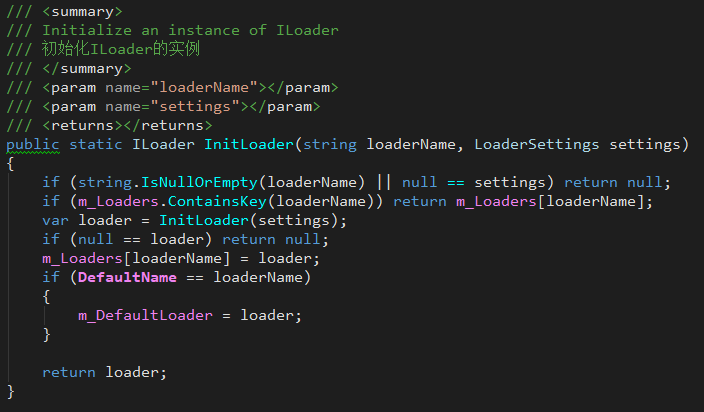 /// <summary>
/// Initialize an instance of ILoader
/// 初始化ILoader的实例
/// </summary>
/// <param name="loaderName"></param>
/// <param name="settings"></param>
/// <returns></returns>
public static ILoader InitLoader(string loaderName, LoaderSettings settings)
{
    if (string.IsNullOrEmpty(loaderName) || null == settings) return null;
    if (m_Loaders.ContainsKey(loaderName)) return m_Loaders[loaderName];
    var loader = InitLoader(settings);
    if (null == loader) return null;
    m_Loaders[loaderName] = loader;
    if (DefaultName == loaderName)
    {
        m_DefaultLoader = loader;
    }
    return loader;
}